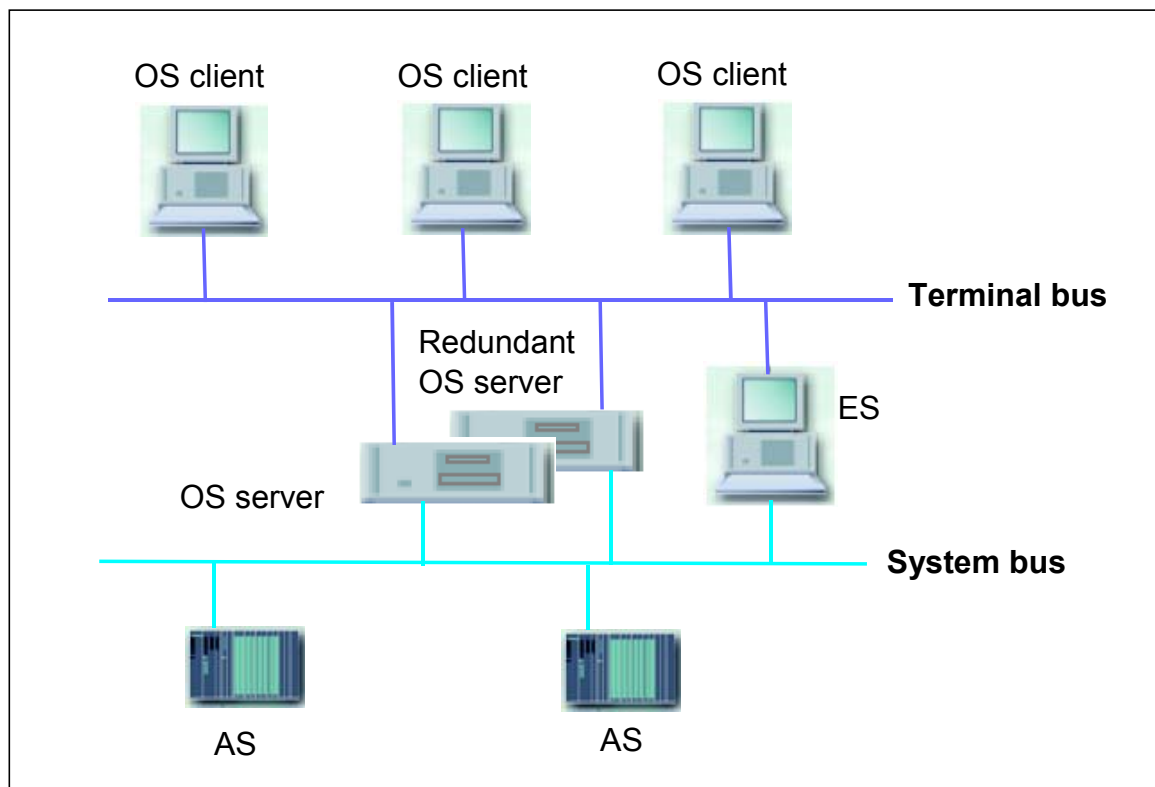 OS client
OS client
OS client
Terminal bus
Redundant
OS server
ES
OS server
System bus
AS
AS